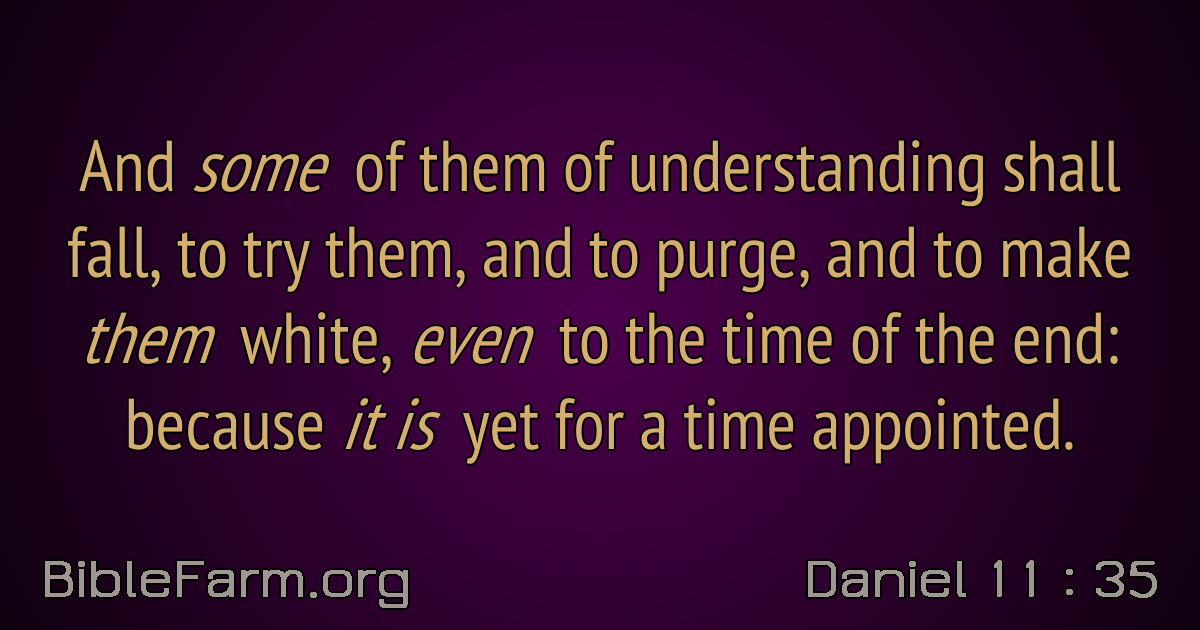 And some of them of understanding shall
fall, to try them, and to purge, and to make
them white, even to the time of the end:
because it is yet for a time appointed.
BibleFarm.org
Daniel 11 : 35